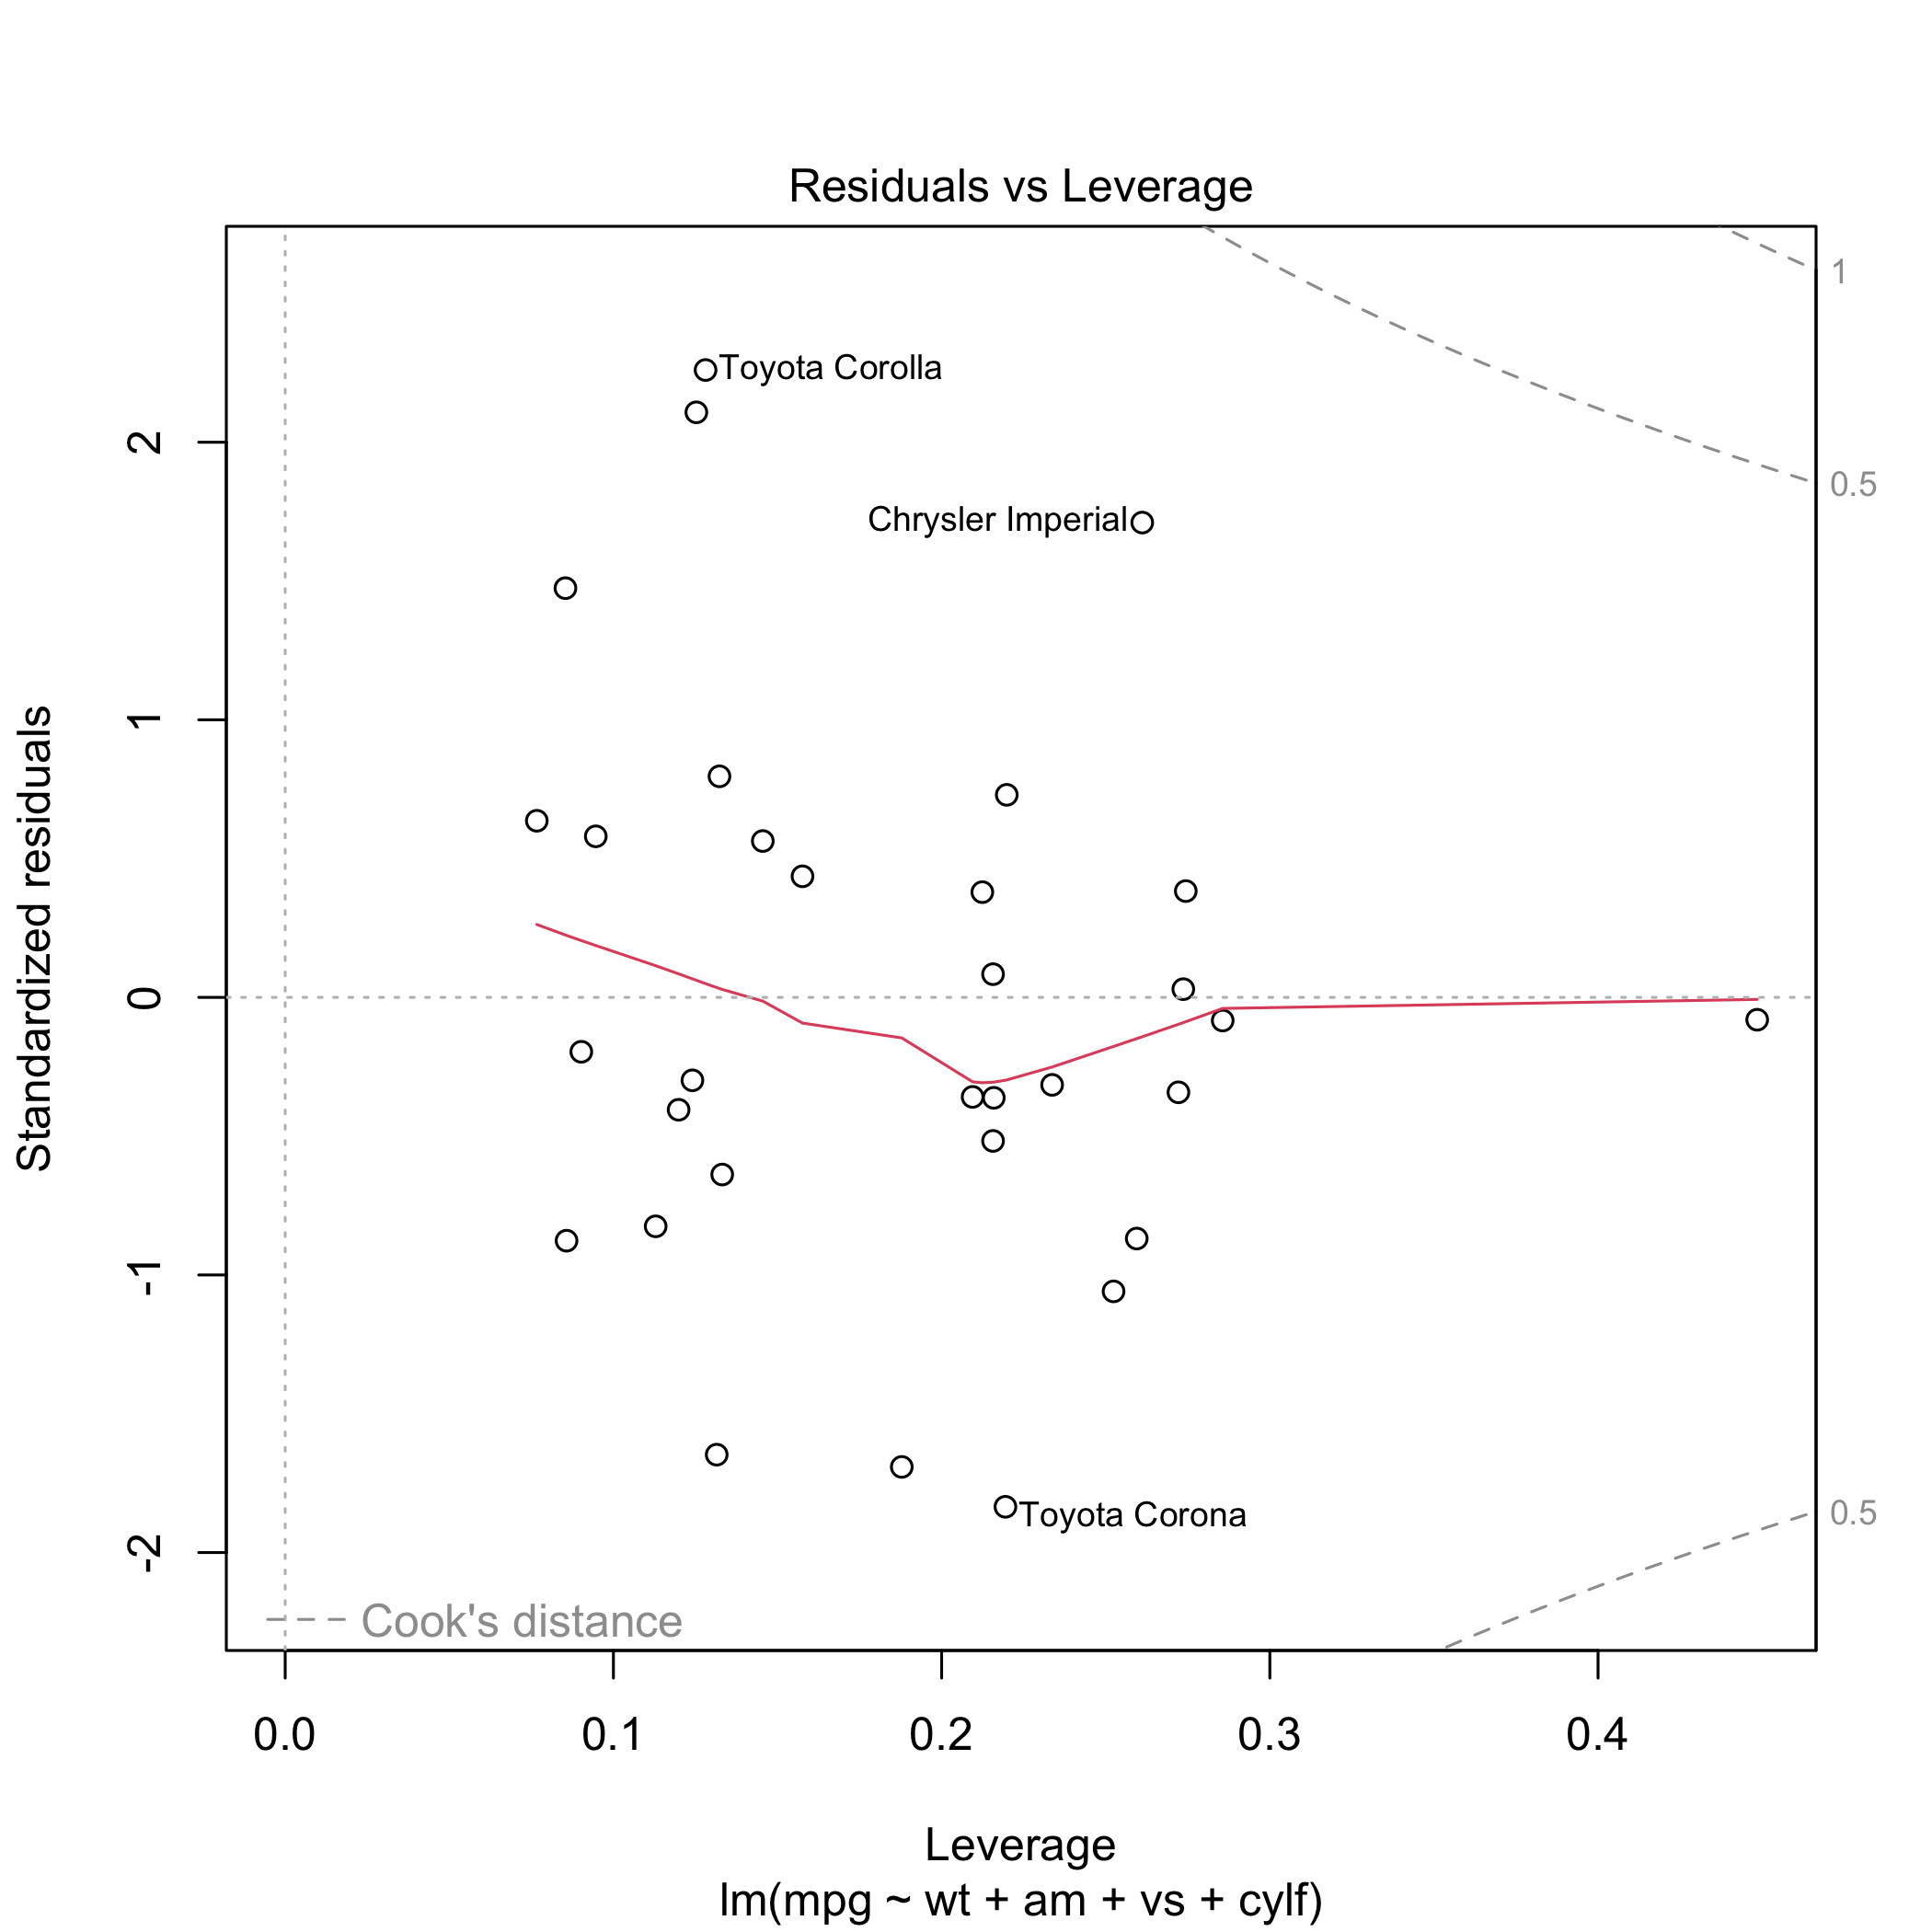 Residuals vs Leverage
1
Toyota Corolla
2
0.5
Chrysler Imperial
1
Standardized residuals
0
-1
Toyota Corona
0.5
-2
Cook's distance
0.0 0.1 0.2 0.3 0.4
Leverage
lm(mpg ~ wt + am + vs + cylf)